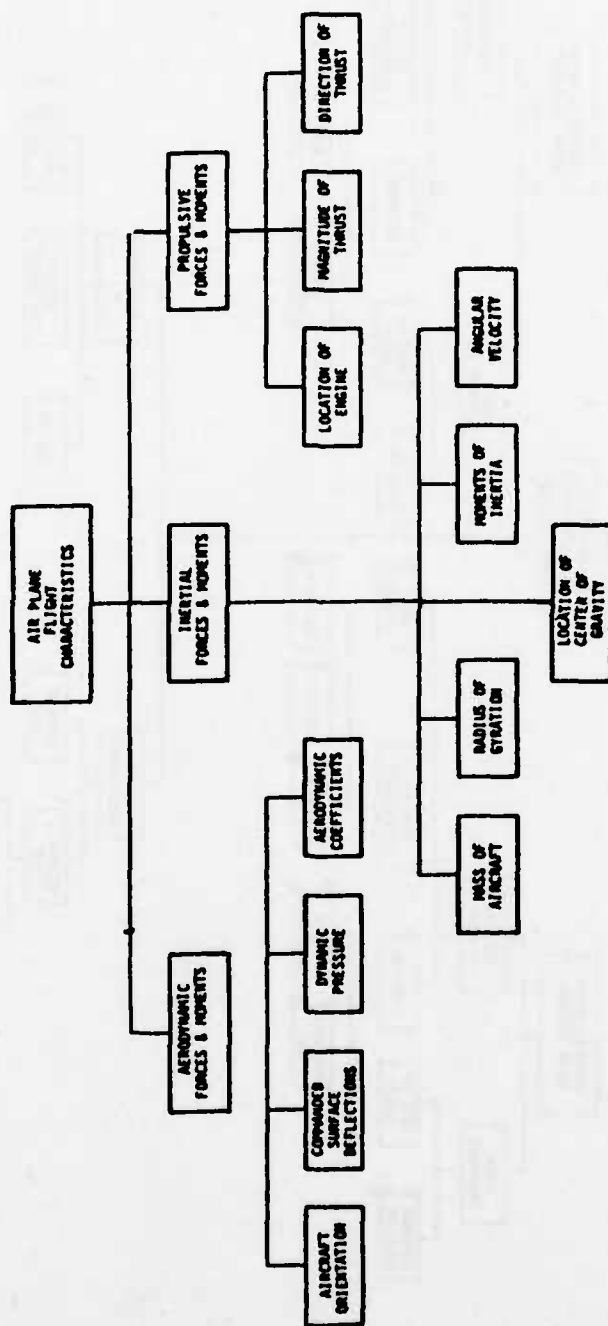 AIR PLANE
FLIGHT
CHARACTERISTICS
AERODYNAMIC
FORCES & MOMENTS
INERTIAL
FORCES & MOMENTS
PROPULSIVE
FORCES & MOMENTS
AIRCRAFT
ORIENTATION
COMMANDED
SURFACE
DEFLECTIONS
DYNAMIC
PRESSURE
AERODYNAMIC
COEFFICIENTS
LOCATION OF
ENGINE
MAGNITUDE OF
THRUST
DIRECTION OF
THRUST
MASS OF
AIRCRAFT
RADIUS OF
GYRATION
MOMENTS OF
INERTIA
ANGULAR
VELOCITY
LOCATION OF
CENTER OF
GRAVITY